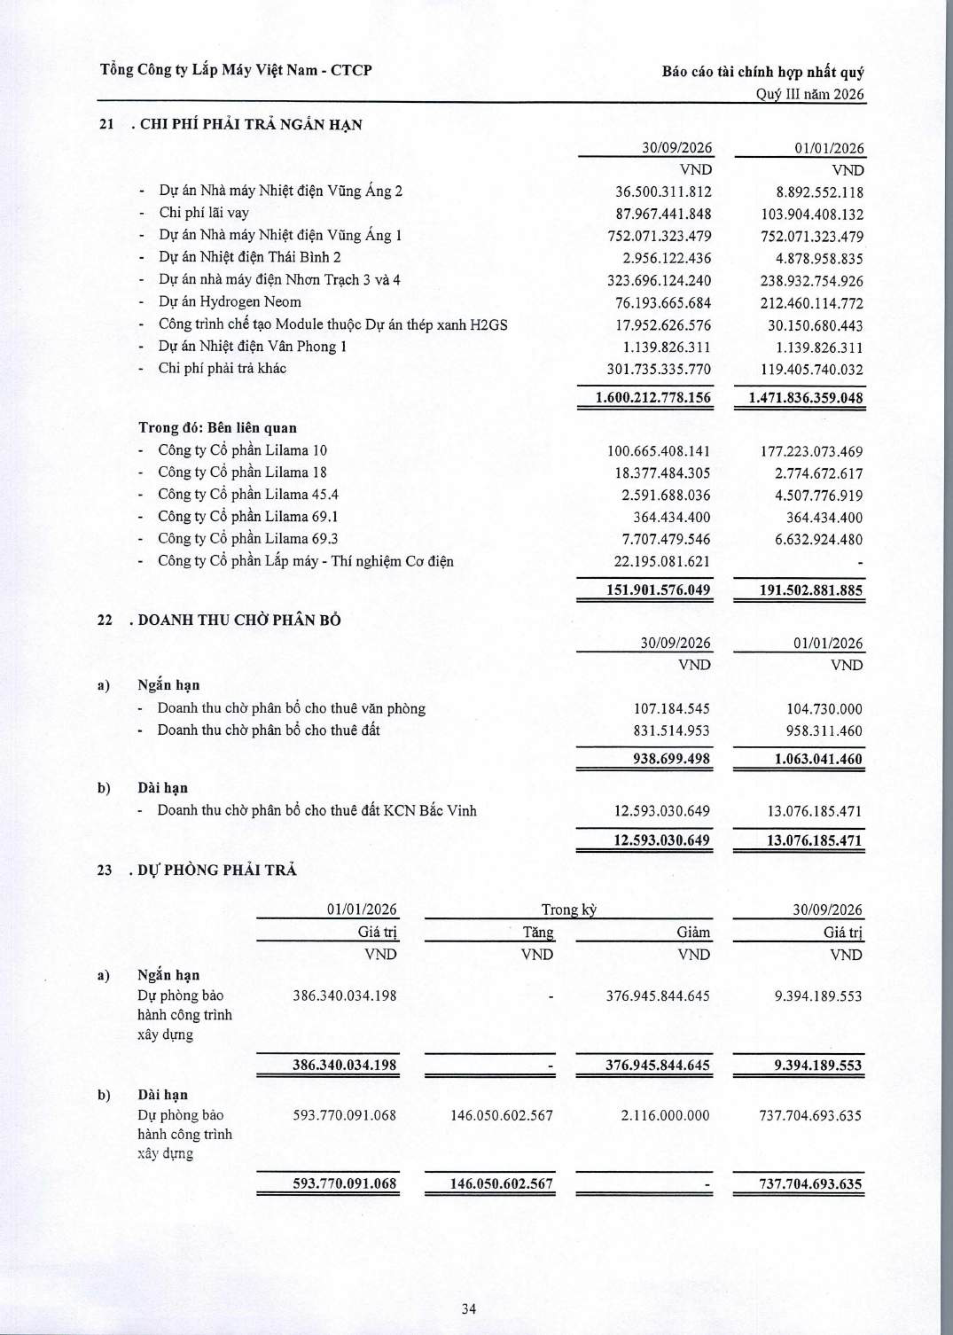 Tổng Công ty Lắp Máy Việt Nam - CTCP
Báo cáo tài chính hợp nhất quý
Quý III năm 2026
21 . CHI PHÍ PHẢI TRẢ NGẮN HẠN
30/09/2026 01/01/2026
VND VND
- Dự án Nhà máy Nhiệt điện Vũng Áng 2 36.500.311.812 8.892.552.118
- Chi phí lãi vay 87.967.441.848 103.904.408.132
- Dự án Nhà máy Nhiệt điện Vũng Áng 1 752.071.323.479 752.071.323.479
- Dự án Nhiệt điện Thái Bình 2 2.956.122.436 4.878.958.835
- Dự án nhà máy điện Nhơn Trạch 3 và 4 323.696.124.240 238.932.754.926
- Dự án Hydrogen Neom 76.193.665.684 212.460.114.772
- Công trình chế tạo Module thuộc Dự án thép xanh H2GS 17.952.626.576 30.150.680.443
- Dự án Nhiệt điện Vân Phong 1 1.139.826.311 1.139.826.311
- Chi phí phải trả khác 301.735.335.770 119.405.740.032
1.600.212.778.156 1.471.836.359.048
Trong đó: Bên liên quan
- Công ty Cổ phần Lilama 10 100.665.408.141 177.223.073.469
- Công ty Cổ phần Lilama 18 18.377.484.305 2.774.672.617
- Công ty Cổ phần Lilama 45.4 2.591.688.036 4.507.776.919
- Công ty Cổ phần Lilama 69.1 364.434.400 364.434.400
- Công ty Cổ phần Lilama 69.3 7.707.479.546 6.632.924.480
- Công ty Cổ phần Lắp máy - Thí nghiệm Cơ điện 22.195.081.621 -
151.901.576.049 191.502.881.885
22 . DOANH THU CHỜ PHÂN BỔ
30/09/2026 01/01/2026
VND VND
a) Ngắn hạn
- Doanh thu chờ phân bổ cho thuê văn phòng 107.184.545 104.730.000
- Doanh thu chờ phân bổ cho thuê đất 831.514.953 958.311.460
938.699.498 1.063.041.460
b) Dài hạn
- Doanh thu chờ phân bổ cho thuê đất KCN Bắc Vinh 12.593.030.649 13.076.185.471
12.593.030.649 13.076.185.471
23 . DỰ PHÒNG PHẢI TRẢ
01/01/2026 Trong kỳ 30/09/2026
Giá trị Tăng Giảm Giá trị
VND VND VND VND
a) Ngắn hạn
Dự phòng bảo 386.340.034.198 - 376.945.844.645 9.394.189.553
hành công trình
xây dựng
386.340.034.198 - 376.945.844.645 9.394.189.553
b) Dài hạn
Dự phòng bảo 593.770.091.068 146.050.602.567 2.116.000.000 737.704.693.635
hành công trình
xây dựng
593.770.091.068 146.050.602.567 - 737.704.693.635
34